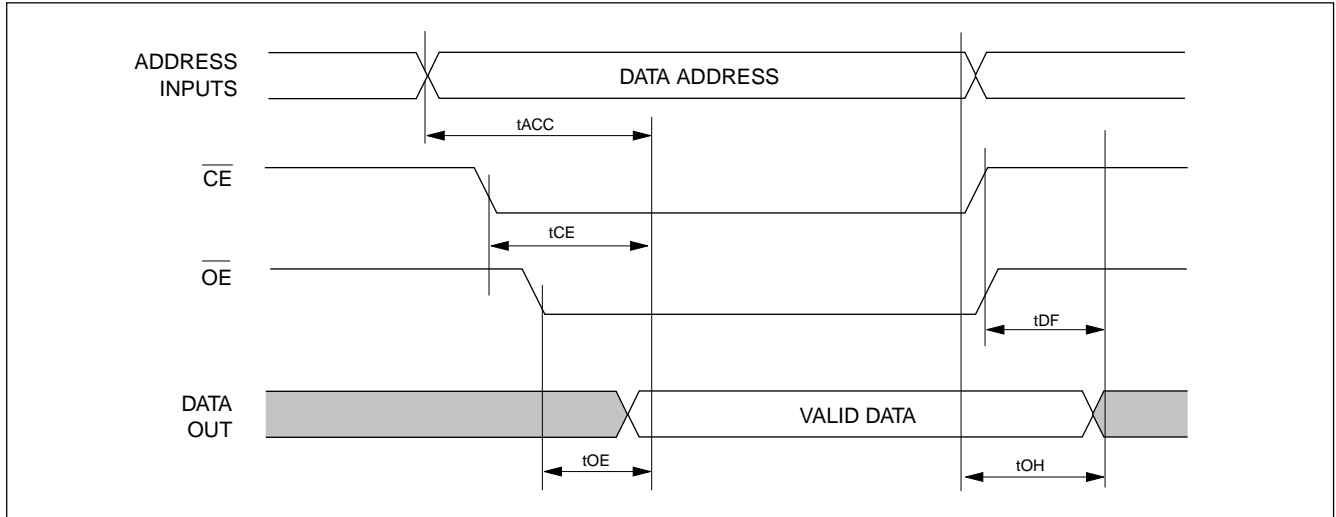 ADDRESS
INPUTS
DATA ADDRESS
tACC
CE
tCE
OE
tDF
DATA
OUT
VALID DATA
tOE
tOH